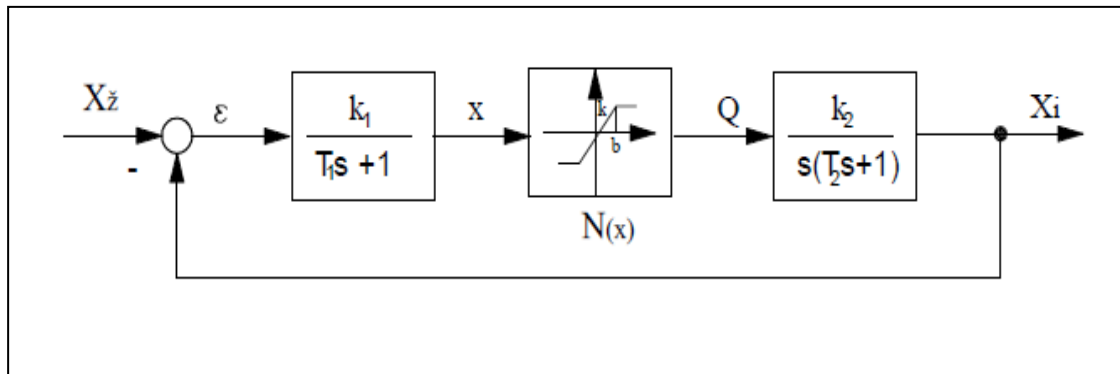 Xž
ε
-
k₁
T₁s +1
x
k
b
N(x)
Q
k₂
s(T₂s+1)
Xi